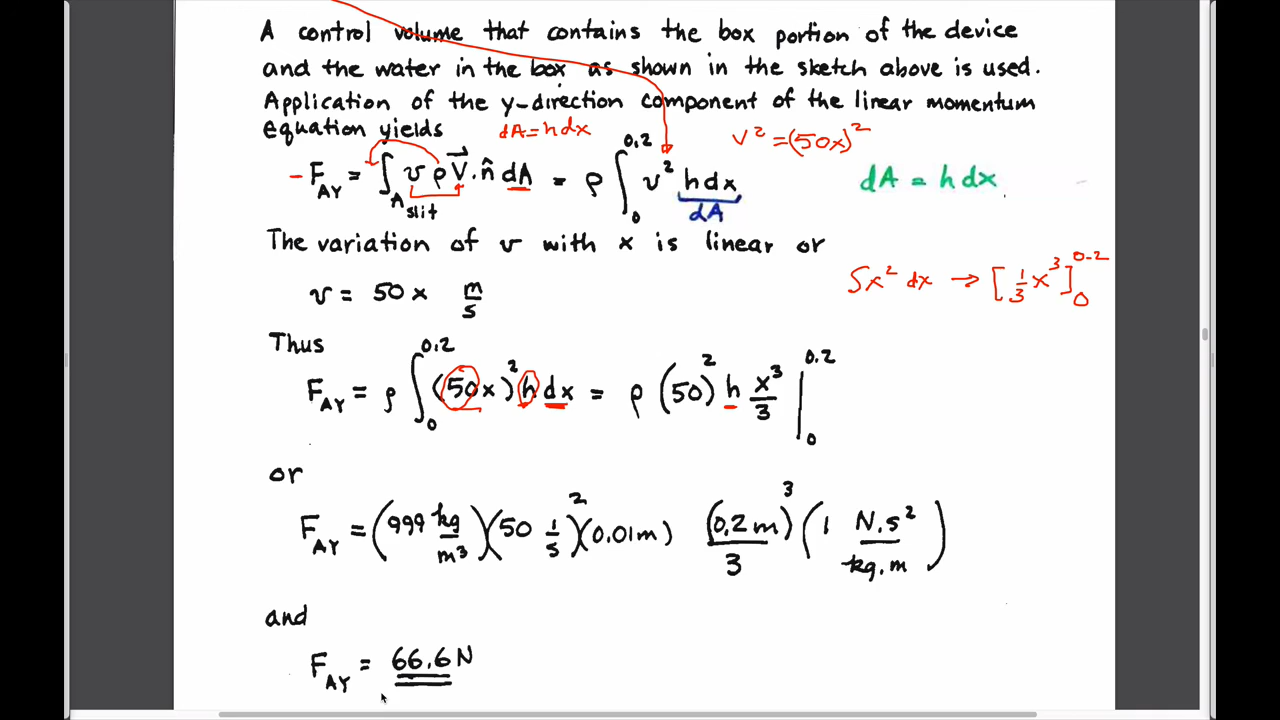 A control volume that contains the box portion of the device
and the water in the box as shown in the sketch above is used.
Application of the y-direction component of the linear momentum
equation yields dA = h dx v² = (50x)²
- F_AY = ∫_A slit v ρ V⃗ · n̂ dA = ρ ∫_0^0.2 v² h dx dA dA = h dx
The variation of v with x is linear or
v = 50 x m/s ∫x² dx → [1/3 x³]_0^0.2
Thus
F_AY = ρ ∫_0^0.2 (50x)² h dx = ρ (50)² h x³/3 |_0^0.2
or
F_AY = (999 kg/m³)(50 1/s)²(0.01m) (0.2m)³/3 (1 N.s²/kg.m)
and
F_AY = 66.6 N